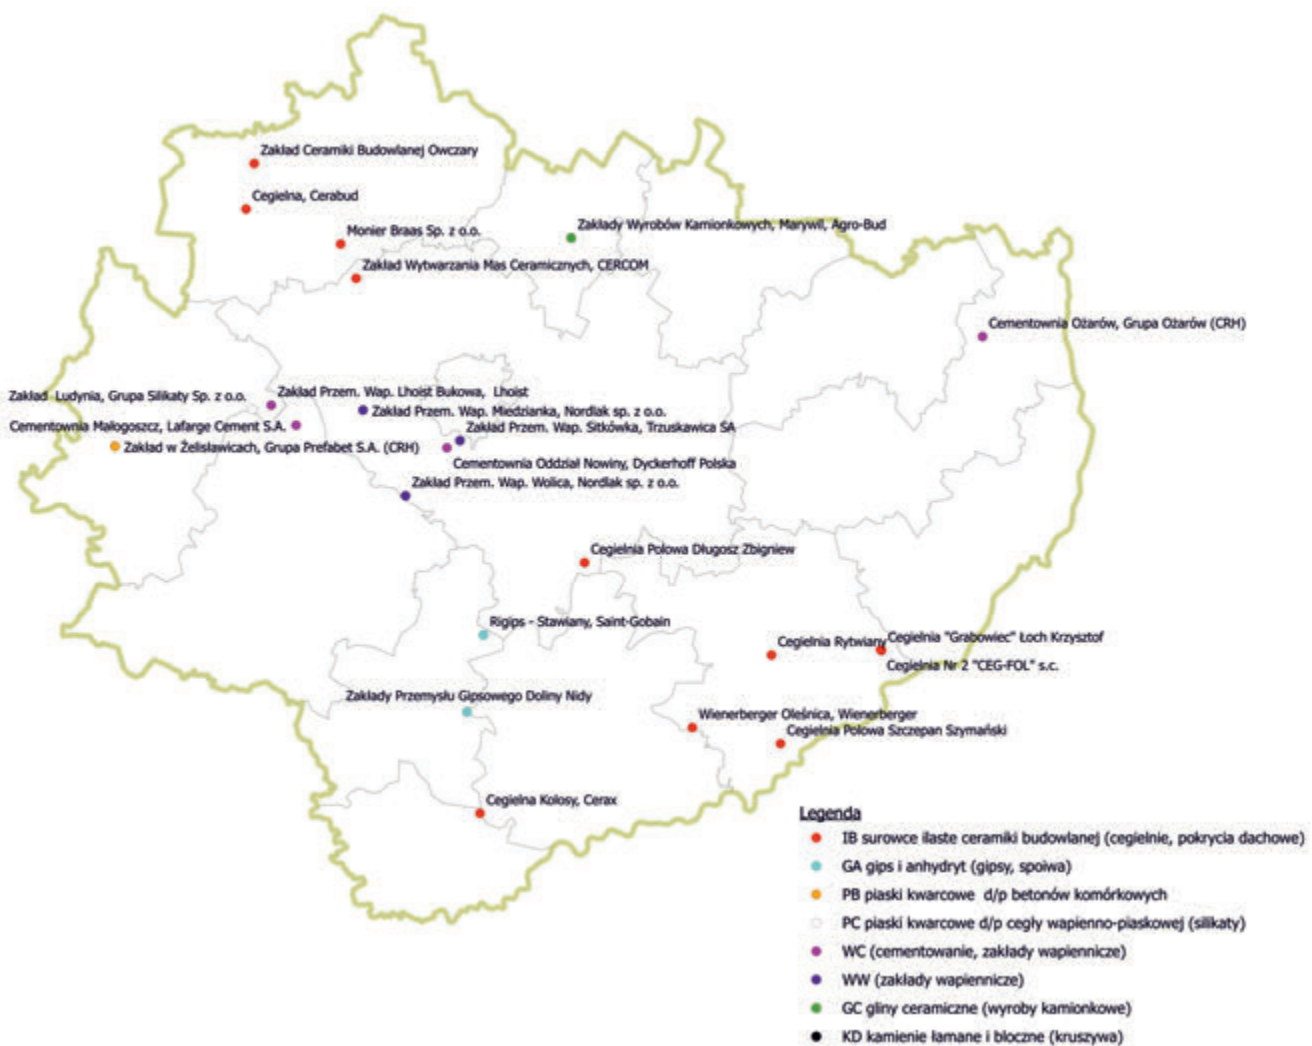 Zakład Ceramiki Budowlanej Owczary
Cegielna, Cerabud
Monier Braas Sp. z o.o.
Zakłady Wyrobów Kamionkowych, Marywil, Agro-Bud
Zakład Wytwarzania Mas Ceramicznych, CERCOM
Cementownia Ożarów, Grupa Ożarów (CRH)
Zakład Ludynia, Grupa Silikaty Sp. z o.o.
Zakład Przem. Wap. Lhoist Bukowa, Lhoist
Zakład Przem. Wap. Miedzianka, Nordlak sp. z o.o.
Cementownia Małogoszcz, Lafarge Cement S.A.
Zakład Przem. Wap. Sitkówka, Trzuskawica SA
Zakład w Żelisławicach, Grupa Prefabet S.A. (CRH)
Cementownia Oddział Nowiny, Dyckerhoff Polska
Zakład Przem. Wap. Wolica, Nordlak sp. z o.o.
Cegielnia Polowa Długosz Zbigniew
Rigips - Stawiany, Saint-Gobain
Cegielnia Rytwiany
Cegielnia "Grabowiec" Łoch Krzysztof
Cegielnia Nr 2 "CEG-FOL" s.c.
Zakłady Przemysłu Gipsowego Doliny Nidy
Wienerberger Oleśnica, Wienerberger
Cegielnia Polowa Szczepan Szymański
Cegielna Kolosy, Cerax
Legenda
IB surowce ilaste ceramiki budowlanej (cegielnie, pokrycia dachowe)
GA gips i anhydryt (gipsy, spoiwa)
PB piaski kwarcowe d/p betonów komórkowych
PC piaski kwarcowe d/p cegły wapienno-piaskowej (silikaty)
WC (cementowanie, zakłady wapiennicze)
WW (zakłady wapiennicze)
GC gliny ceramiczne (wyroby kamionkowe)
KD kamienie łamane i bloczne (kruszywa)